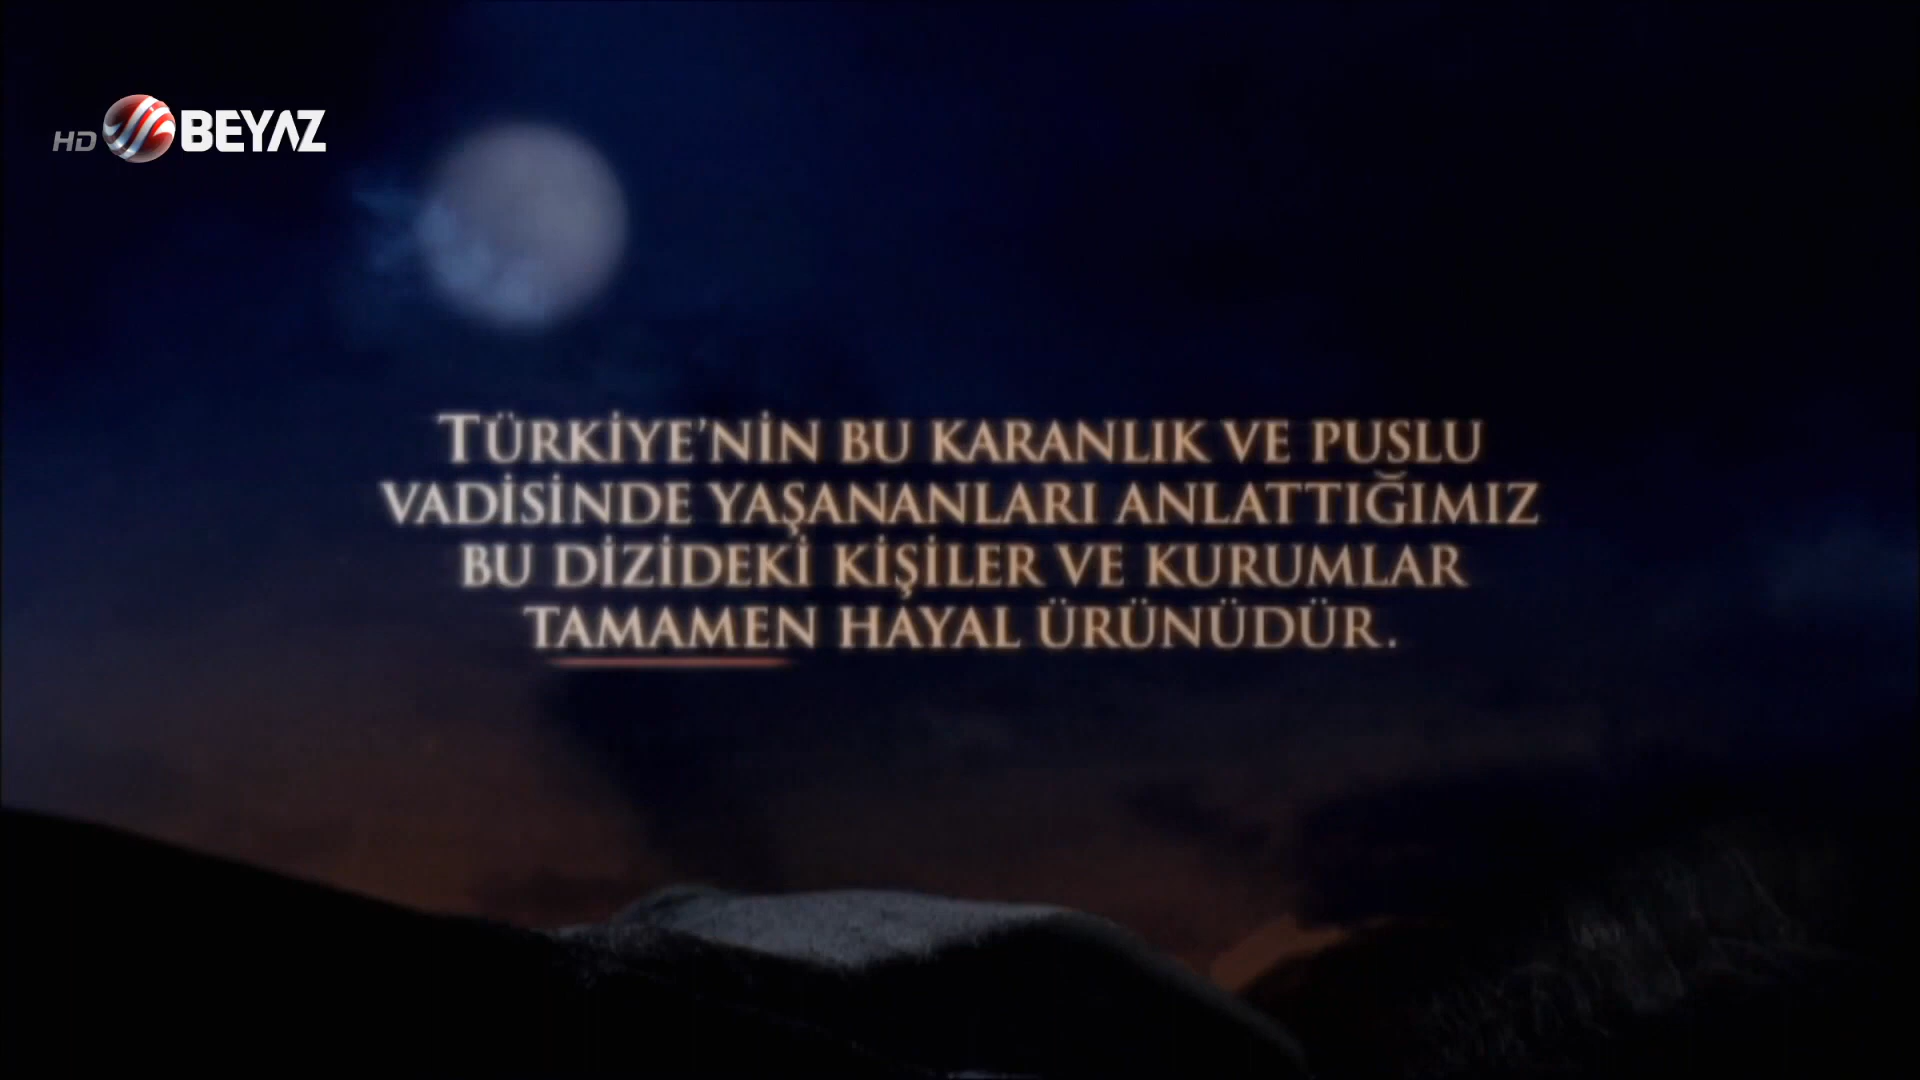 HD BEYAZ
TÜRKİYE'NİN BU KARANLIK VE PUSLU
VADİSİNDE YAŞANANLARI ANLATTIĞIMIZ
BU DİZİDEKİ KİŞİLER VE KURUMLAR
TAMAMEN HAYAL ÜRÜNÜDÜR.